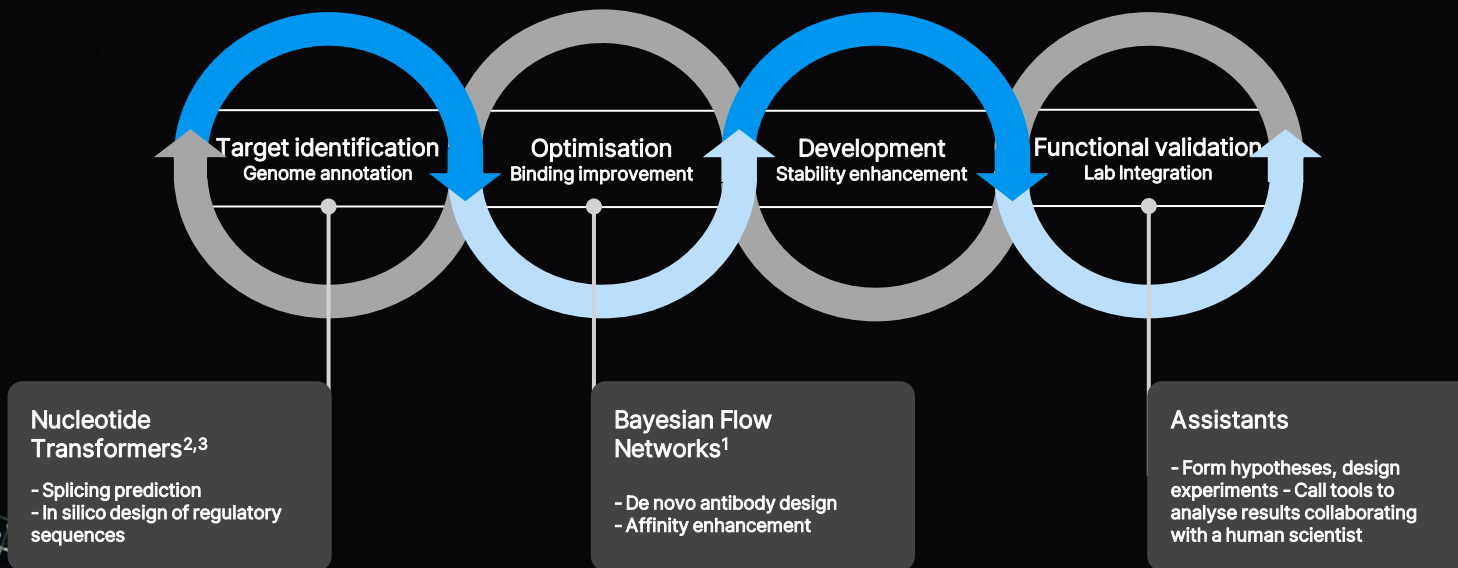 Target identification
Genome annotation
Optimisation
Binding improvement
Development
Stability enhancement
Functional validation
Lab Integration
Nucleotide
Transformers2,3
- Splicing prediction
- In silico design of regulatory
sequences
Bayesian Flow
Networks1
- De novo antibody design
- Affinity enhancement
Assistants
- Form hypotheses, design
experiments - Call tools to
analyse results collaborating
with a human scientist